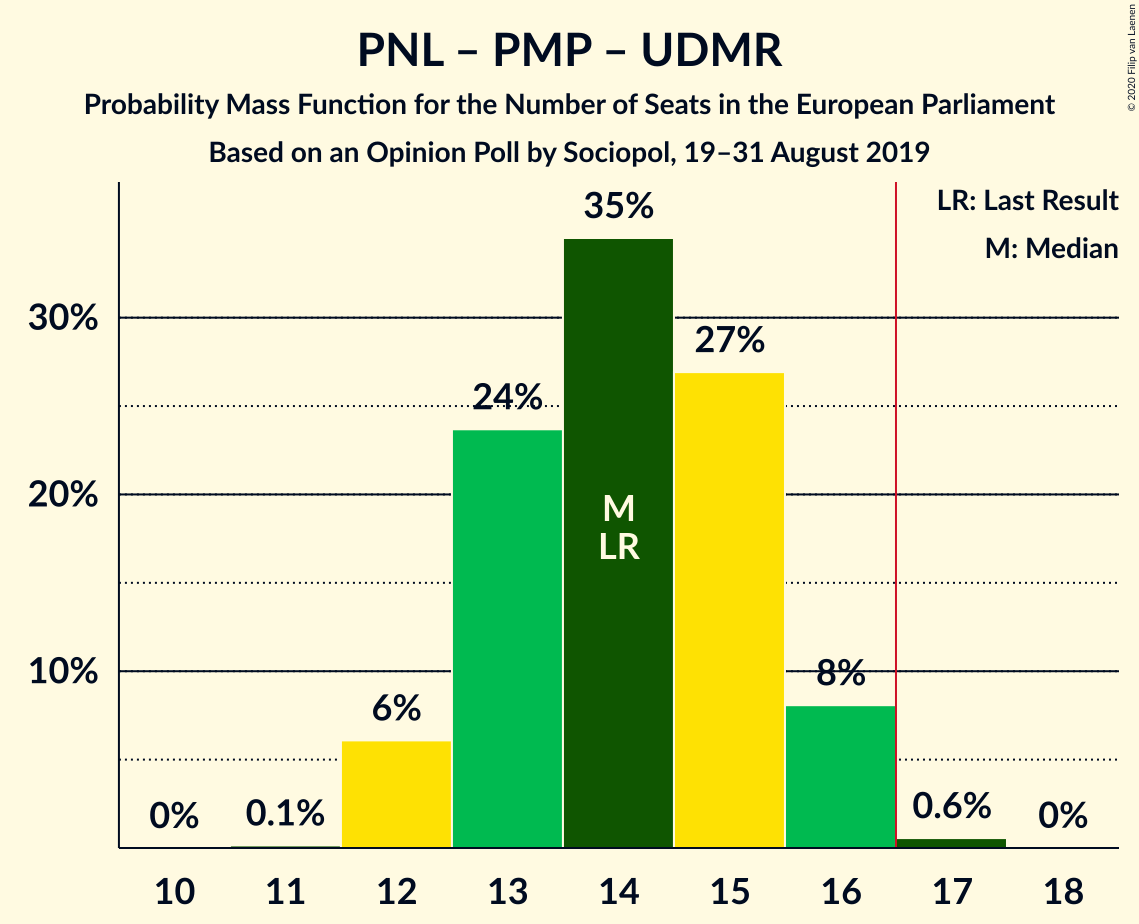 PNL – PMP – UDMR
Probability Mass Function for the Number of Seats in the European Parliament
Based on an Opinion Poll by Sociopol, 19–31 August 2019
© 2020 Filip van Laenen
LR: Last Result
M: Median
35%
30%
27%
24%
20%
M
LR
10%
8%
6%
0%
0.1%
0.6%
0%
10 11 12 13 14 15 16 17 18